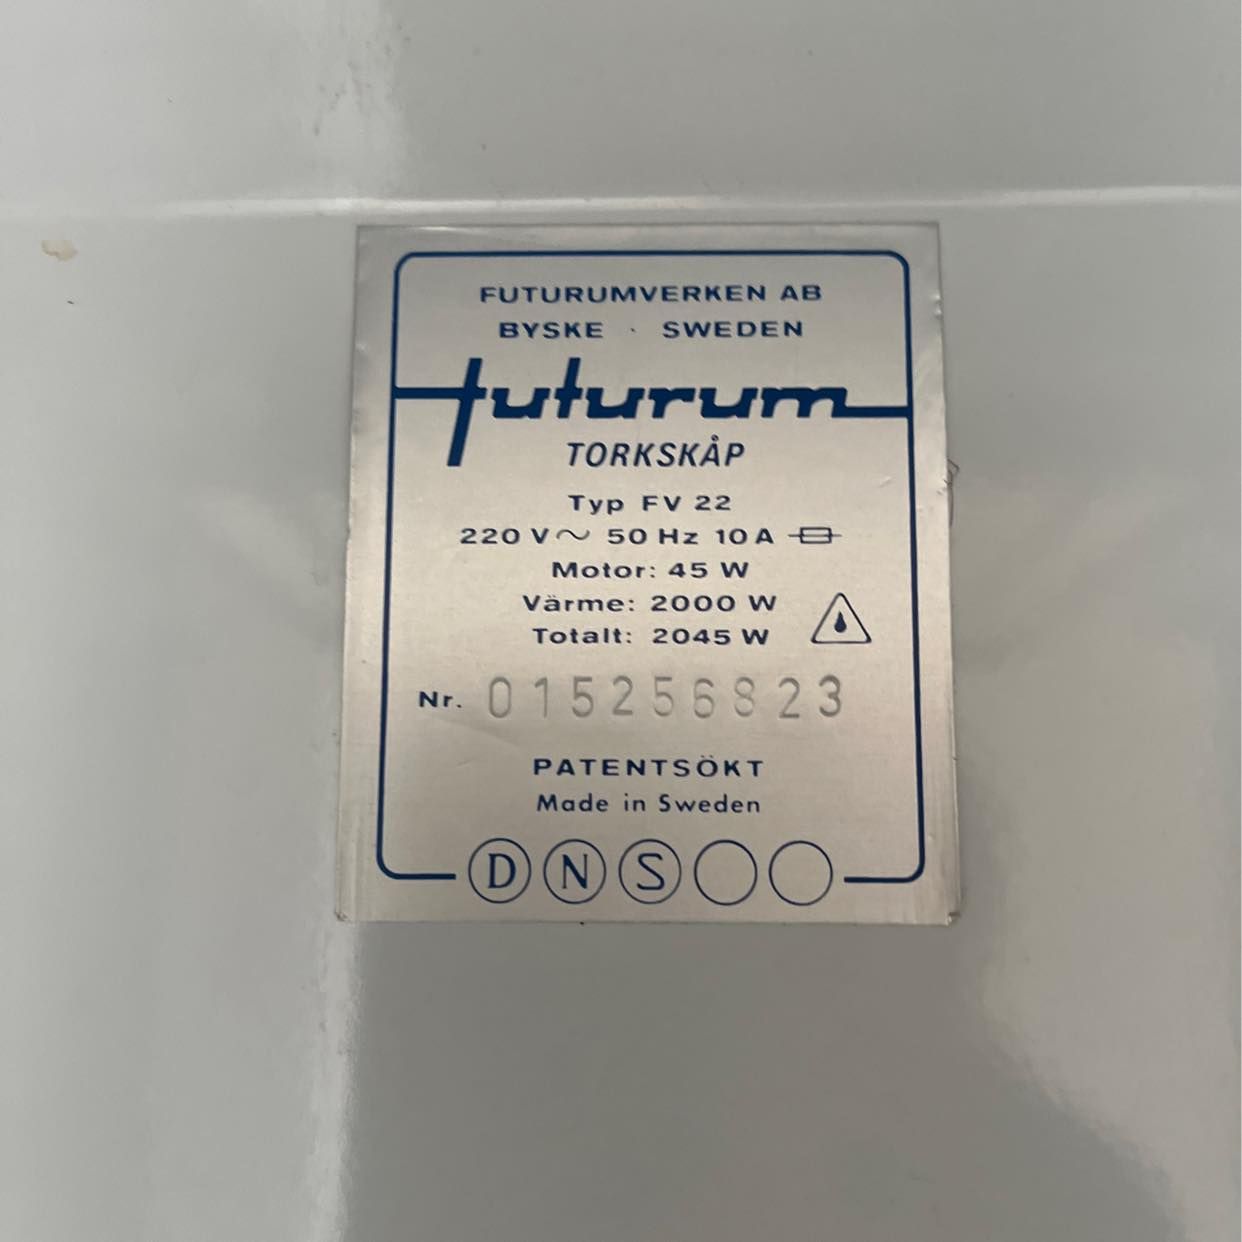 FUTURUMVERKEN AB
BYSKE · SWEDEN
futurum
TORKSKÅP
Typ FV 22
220 V ~ 50 Hz 10 A
Motor: 45 W
Värme: 2000 W
Totalt: 2045 W
Nr. 015256823
PATENTSÖKT
Made in Sweden
D N S